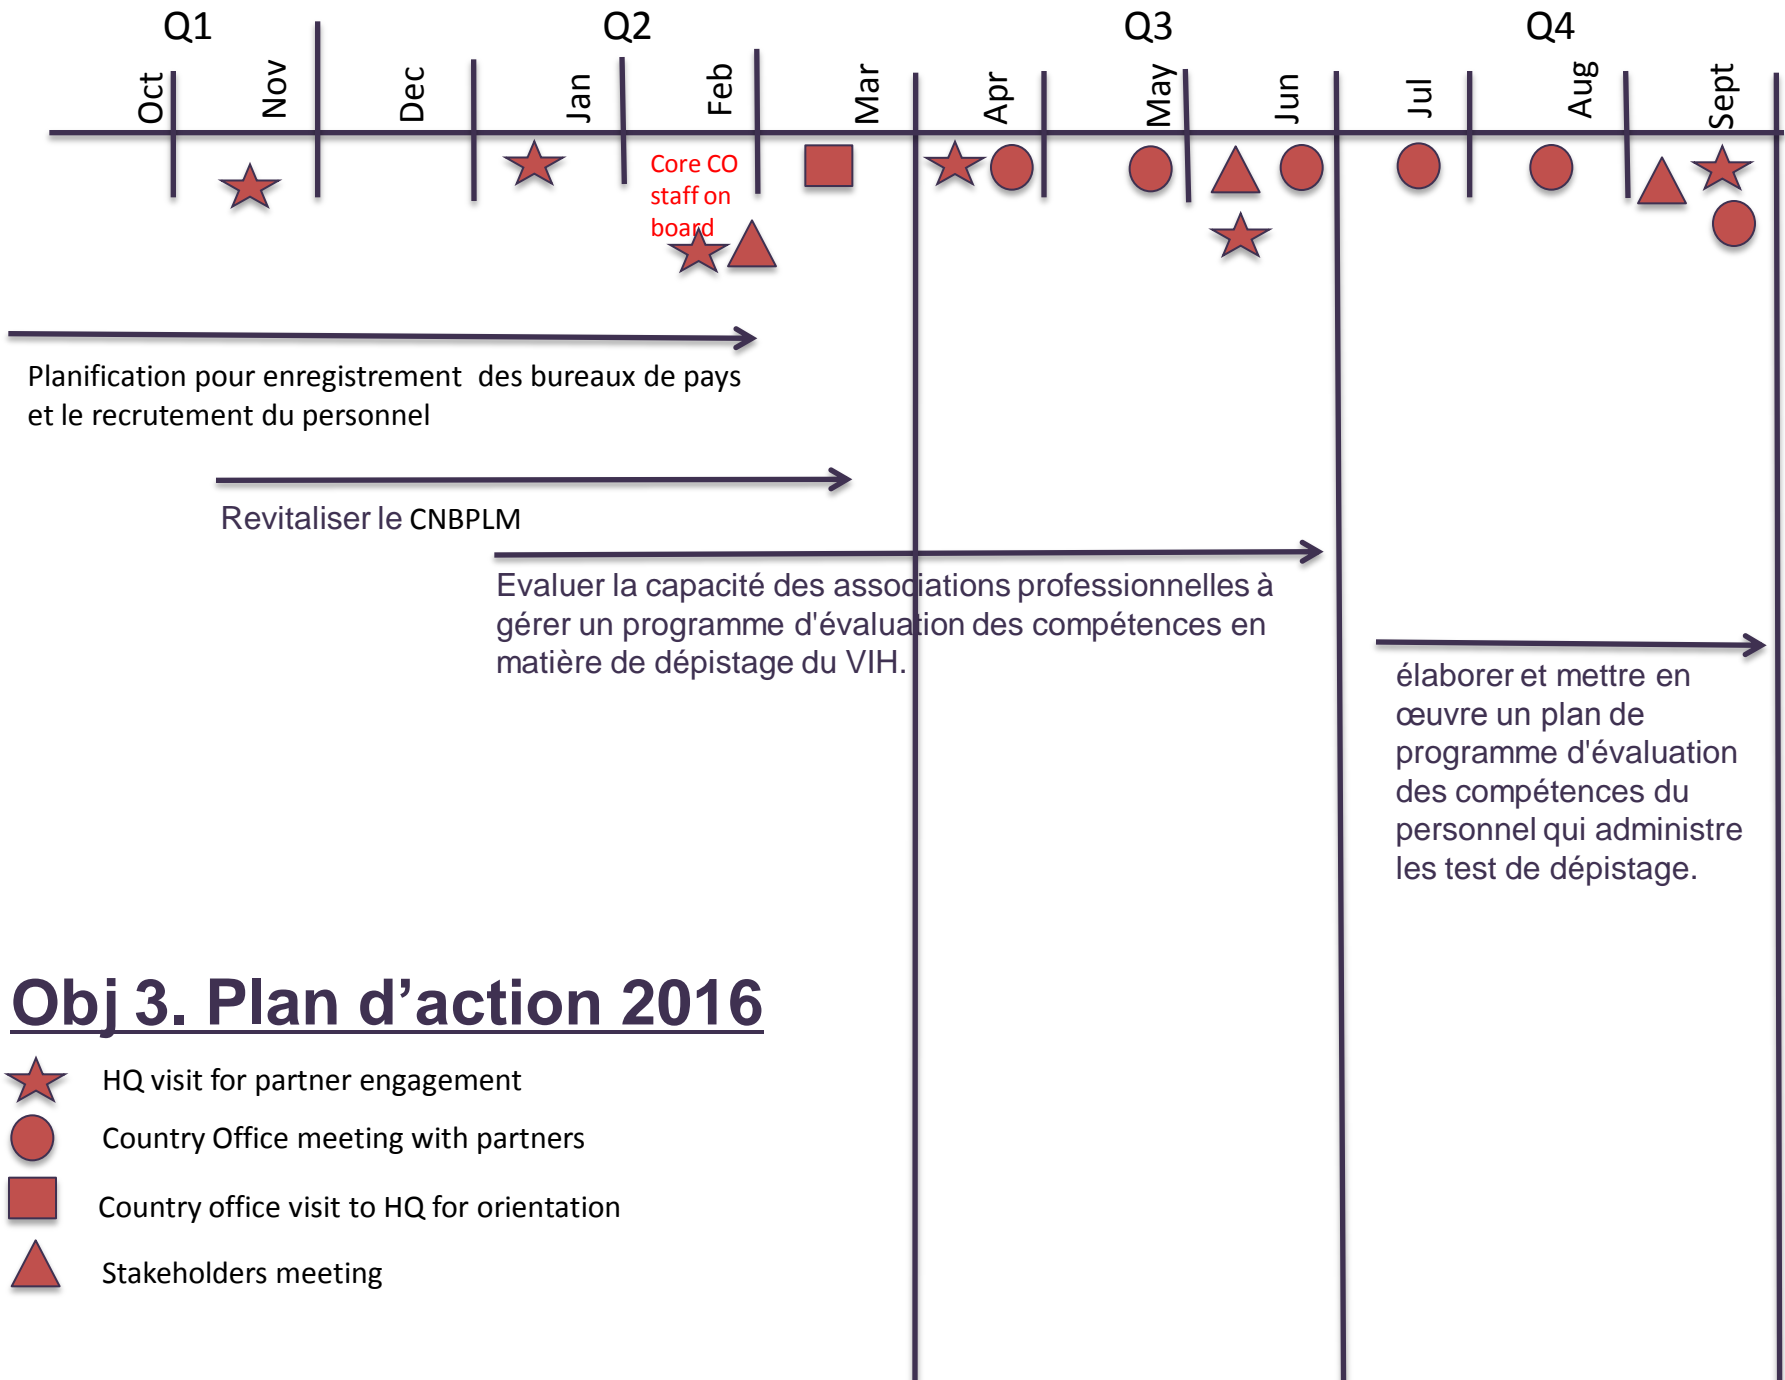 Q1
Q2
Q3
Q4
Oct
Nov
Dec
Jan
Feb
Mar
Apr
May
Jun
Jul
Aug
Sept
Core CO
staff on
board
Planification pour enregistrement des bureaux de pays
et le recrutement du personnel
Revitaliser le CNBPLM
Evaluer la capacité des associations professionnelles à
gérer un programme d'évaluation des compétences en
matière de dépistage du VIH.
élaborer et mettre en
œuvre un plan de
programme d'évaluation
des compétences du
personnel qui administre
les test de dépistage.
Obj 3. Plan d’action 2016
HQ visit for partner engagement
Country Office meeting with partners
Country office visit to HQ for orientation
Stakeholders meeting